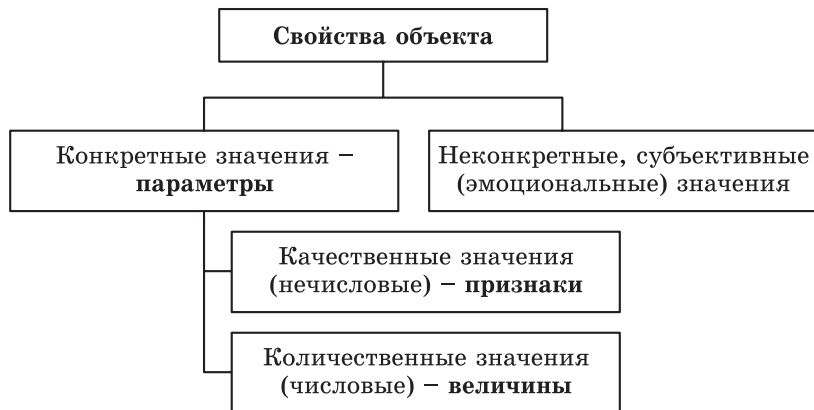 Свойства объекта
Конкретные значения –
параметры
Неконкретные, субъективные
(эмоциональные) значения
Качественные значения
(нечисловые) – признаки
Количественные значения
(числовые) – величины